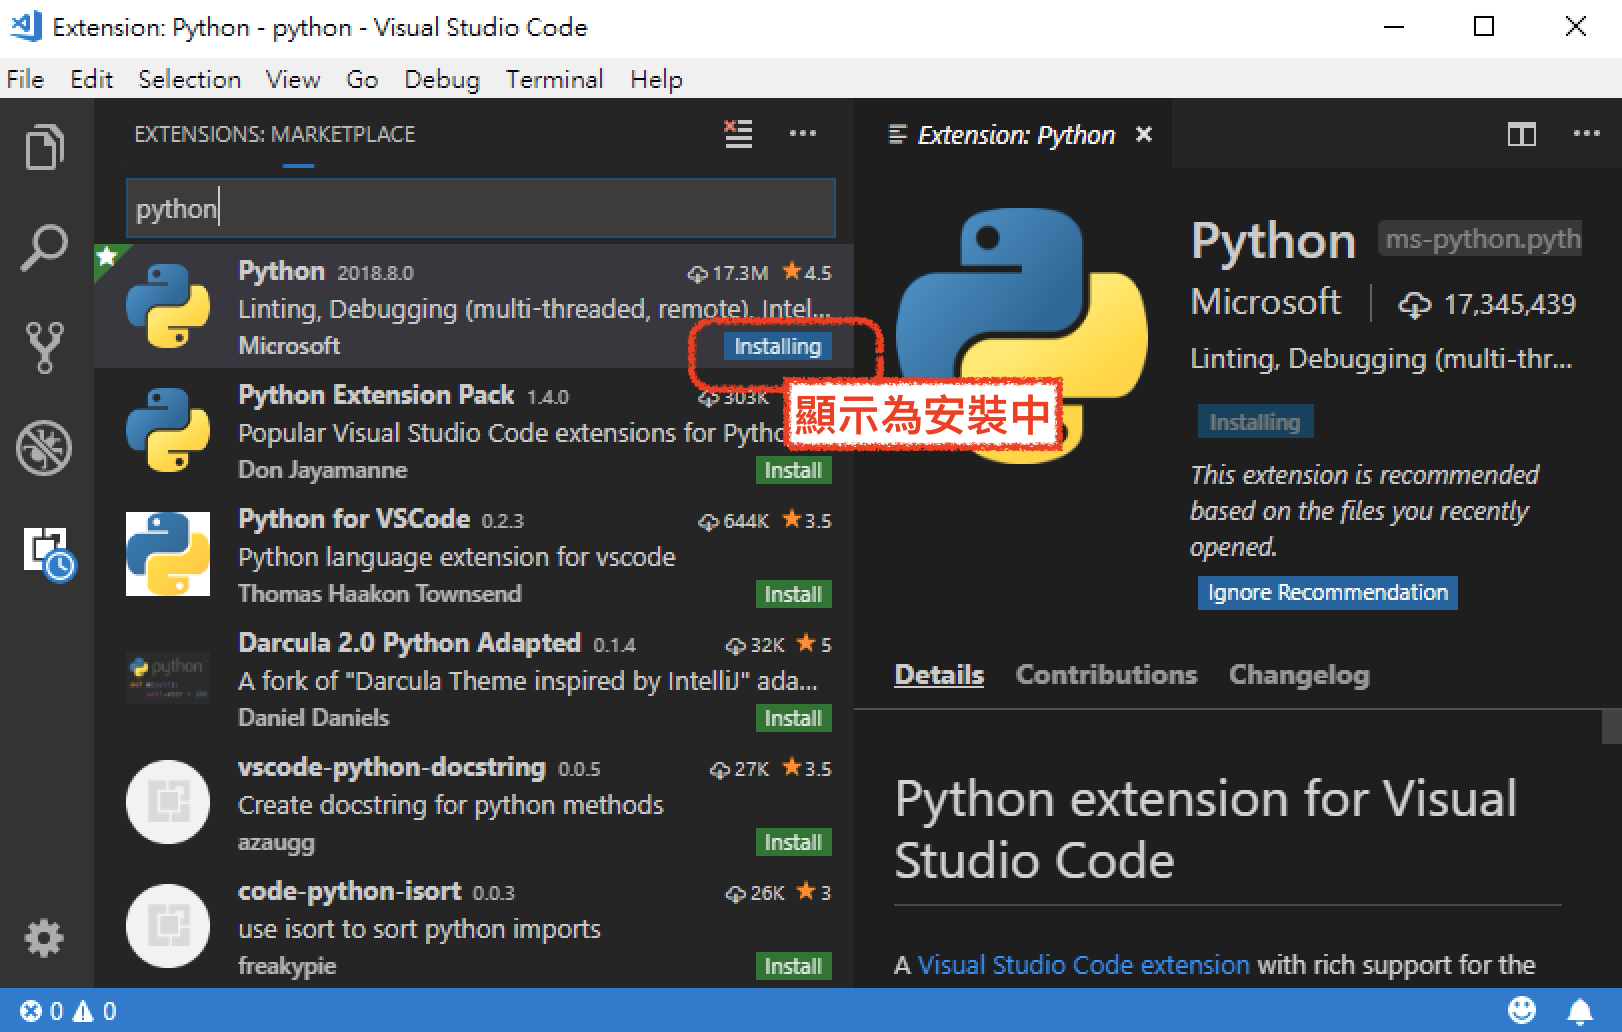 Extension: Python - python - Visual Studio Code
File Edit Selection View Go Debug Terminal Help
EXTENSIONS: MARKETPLACE
python
Python 2018.8.0 17.3M 4.5
Linting, Debugging (multi-threaded, remote), Intel...
Microsoft Installing
顯示為安裝中
Python Extension Pack 1.4.0 303K
Popular Visual Studio Code extensions for Pytho
Don Jayamanne Install
Python for VSCode 0.2.3 644K 3.5
Python language extension for vscode
Thomas Haakon Townsend Install
Darcula 2.0 Python Adapted 0.1.4 32K 5
python
A fork of "Darcula Theme inspired by IntelliJ" ada...
Daniel Daniels Install
vscode-python-docstring 0.0.5 27K 3.5
Create docstring for python methods
azaugg Install
code-python-isort 0.0.3 26K 3
use isort to sort python imports
freakypie Install
Extension: Python
Python ms-python.pyth
Microsoft 17,345,439
Linting, Debugging (multi-thr...
Installing
This extension is recommended
based on the files you recently
opened.
Ignore Recommendation
Details Contributions Changelog
Python extension for Visual
Studio Code
A Visual Studio Code extension with rich support for the
0 0